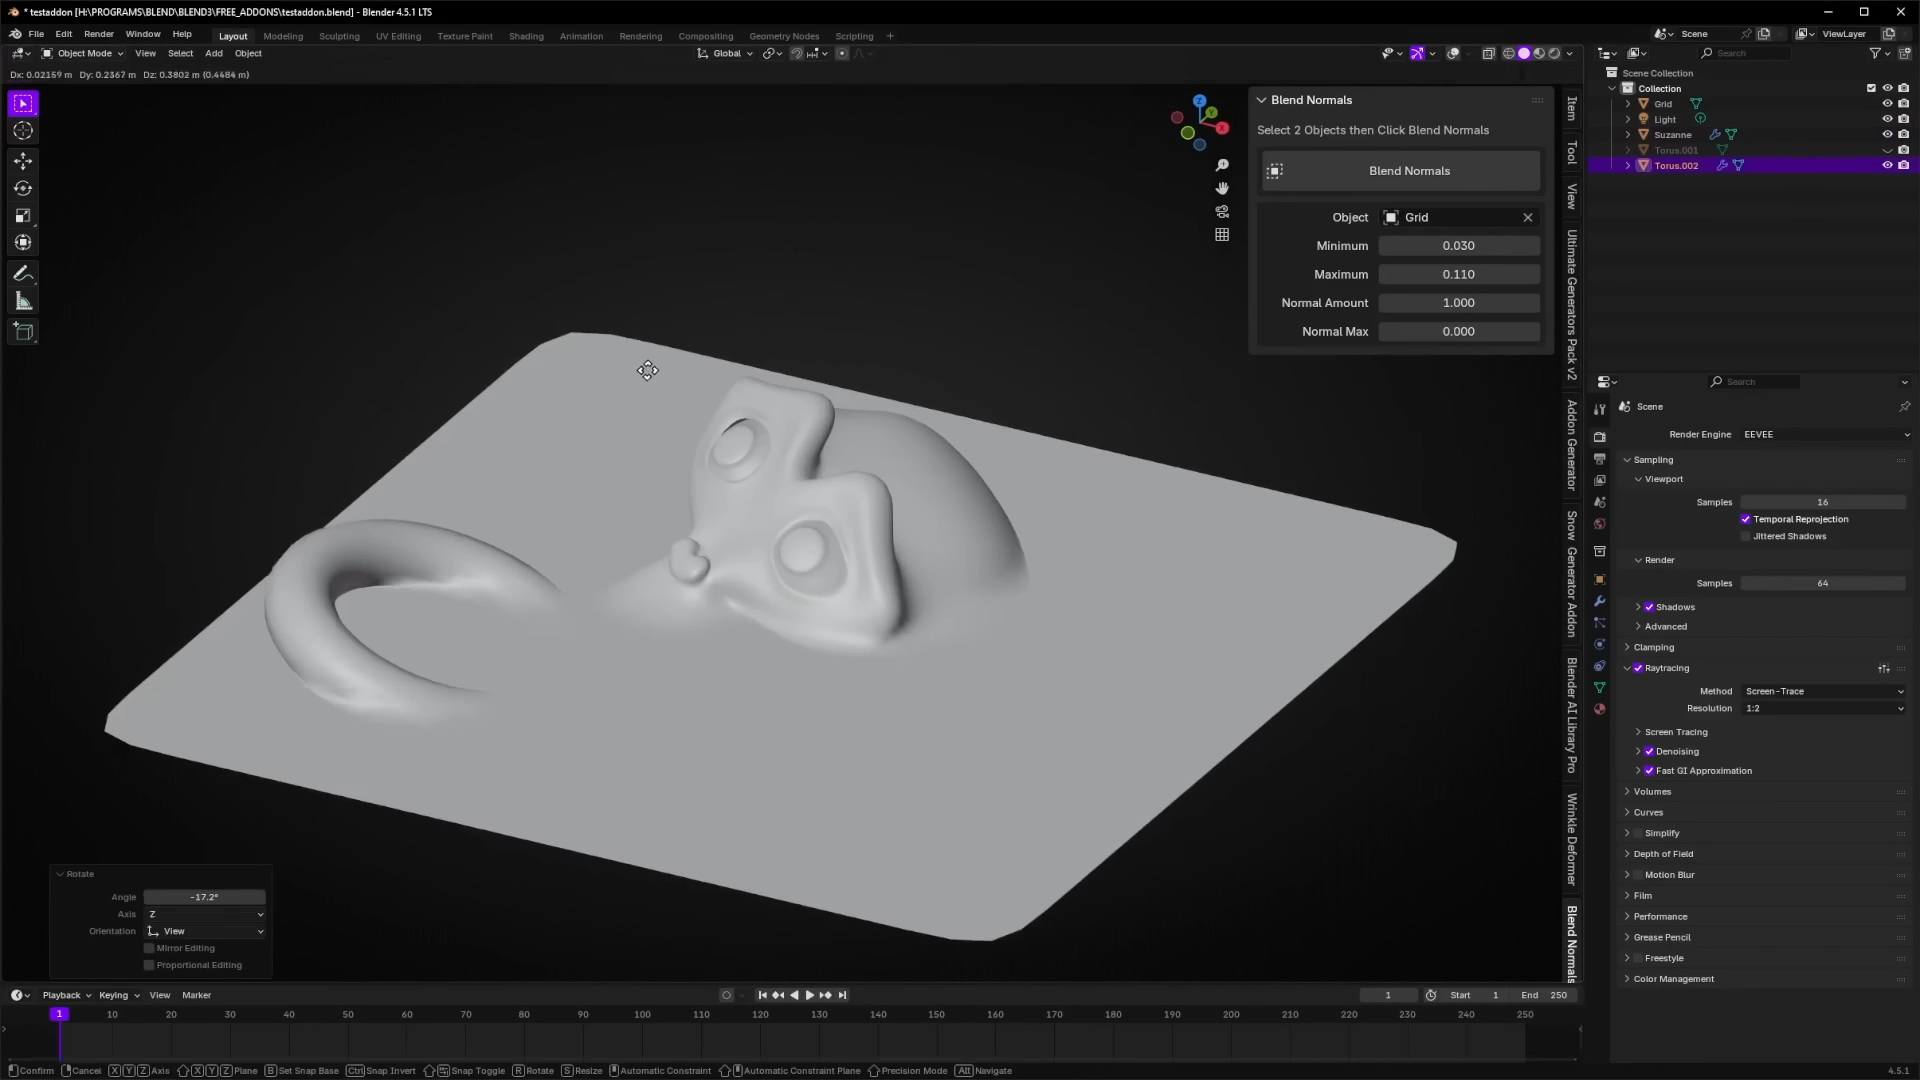 * testaddon [H:\PROGRAMS\BLEND\BLEND3\FREE_ADDONS\testaddon.blend] - Blender 4.5.1 LTS
File Edit Render Window Help Layout Modeling Sculpting UV Editing Texture Paint Shading Animation Rendering Compositing Geometry Nodes Scripting + Scene ViewLayer
Object Mode View Select Add Object Global Search
Dx: 0.02159 m Dy: 0.2367 m Dz: 0.3802 m (0.4484 m)
Scene Collection
Collection
Grid
Light
Suzanne
Torus.001
Torus.002
Z
Y
X
Blend Normals
Select 2 Objects then Click Blend Normals
Blend Normals
Object Grid
Minimum 0.030
Maximum 0.110
Normal Amount 1.000
Normal Max 0.000
Item
Tool
View
Ultimate Generators Pack v2
Addon Generator
Snow Generator Addon
Blender AI Library Pro
Wrinkle Deformer
Blend Normals
Search
Scene
Render Engine EEVEE
Sampling
Viewport
Samples 16
Temporal Reprojection
Jittered Shadows
Render
Samples 64
Shadows
Advanced
Clamping
Raytracing
Method Screen-Trace
Resolution 1:2
Screen Tracing
Denoising
Fast GI Approximation
Volumes
Curves
Simplify
Depth of Field
Motion Blur
Film
Performance
Grease Pencil
Freestyle
Color Management
Rotate
Angle -17.2°
Axis Z
Orientation View
Mirror Editing
Proportional Editing
Playback Keying View Marker 1 Start 1 End 250
1 10 20 30 40 50 60 70 80 90 100 110 120 130 140 150 160 170 180 190 200 210 220 230 240 250
Confirm Cancel X Y Z Axis X Y Z Plane B Set Snap Base Ctrl Snap Invert Snap Toggle R Rotate S Resize Automatic Constraint Automatic Constraint Plane Precision Mode Alt Navigate 4.5.1